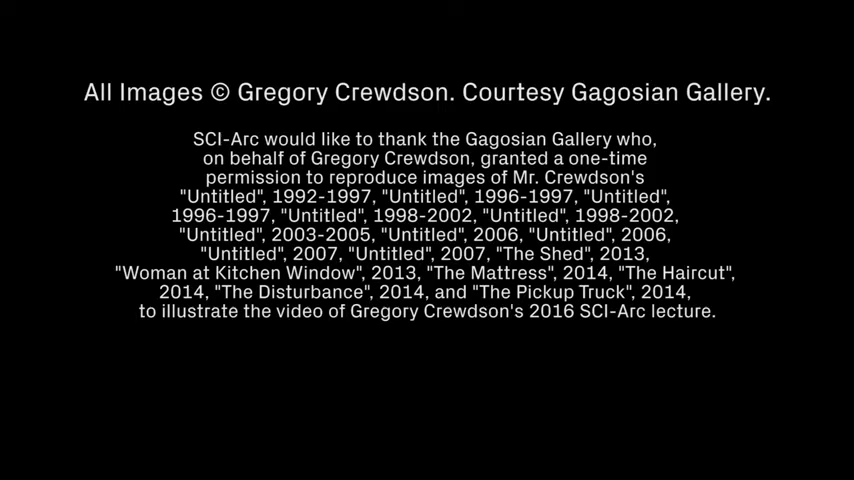 All Images © Gregory Crewdson. Courtesy Gagosian Gallery.
SCI-Arc would like to thank the Gagosian Gallery who,
on behalf of Gregory Crewdson, granted a one-time
permission to reproduce images of Mr. Crewdson's
"Untitled", 1992-1997, "Untitled", 1996-1997, "Untitled",
1996-1997, "Untitled", 1998-2002, "Untitled", 1998-2002,
"Untitled", 2003-2005, "Untitled", 2006, "Untitled", 2006,
"Untitled", 2007, "Untitled", 2007, "The Shed", 2013,
"Woman at Kitchen Window", 2013, "The Mattress", 2014, "The Haircut",
2014, "The Disturbance", 2014, and "The Pickup Truck", 2014,
to illustrate the video of Gregory Crewdson's 2016 SCI-Arc lecture.